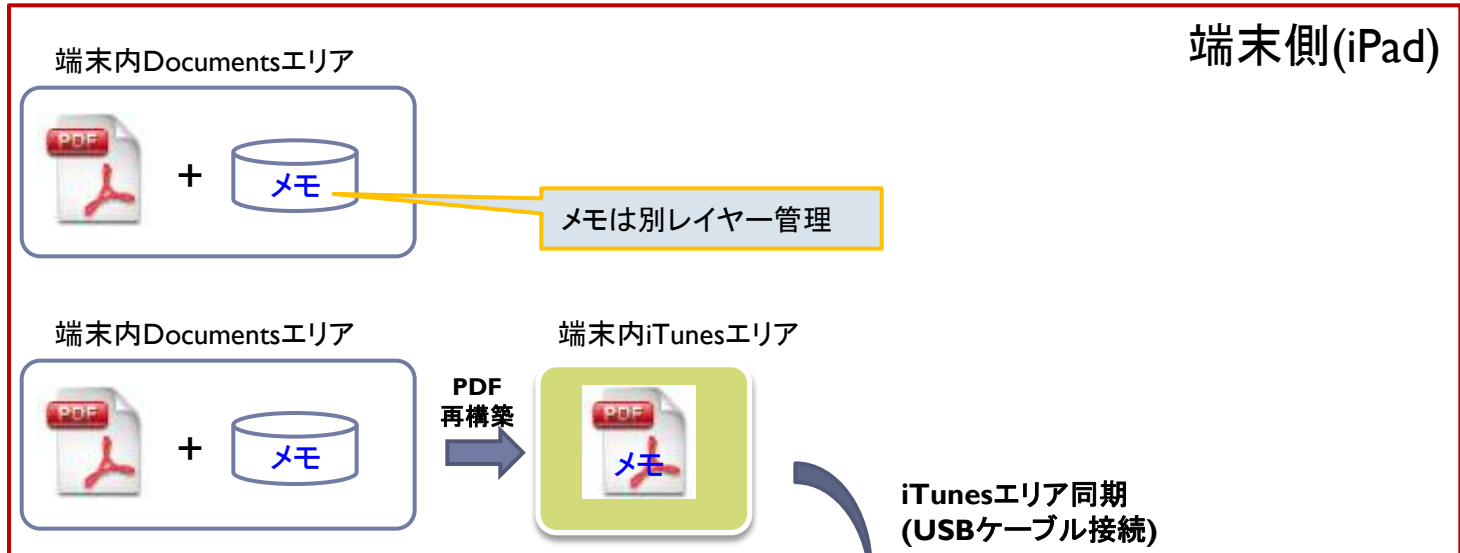 端末側(iPad)
端末内Documentsエリア
PDF
+
メモ
メモは別レイヤー管理
端末内Documentsエリア
端末内iTunesエリア
PDF
+
メモ
PDF
再構築
PDF
メモ
iTunesエリア同期
(USBケーブル接続)